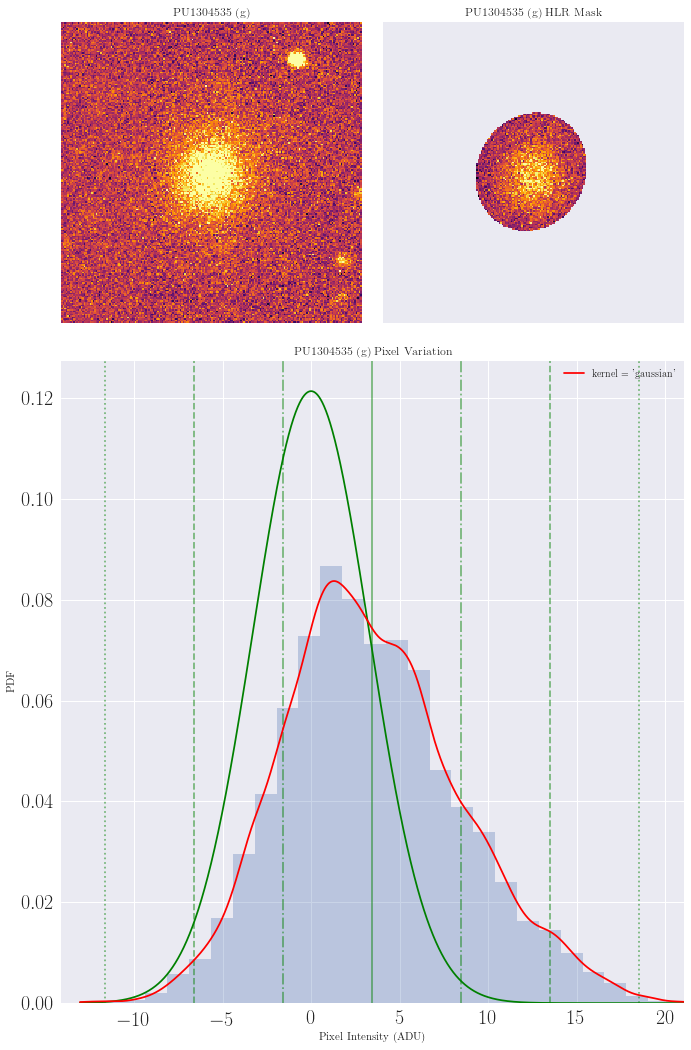 PU1304535 (g)
PU1304535 (g) HLR Mask
PU1304535 (g) Pixel Variation
kernel = 'gaussian'
0.12
0.10
0.08
0.06
0.04
0.02
0.00
PDF
−10
−5
0
5
10
15
20
Pixel Intensity (ADU)